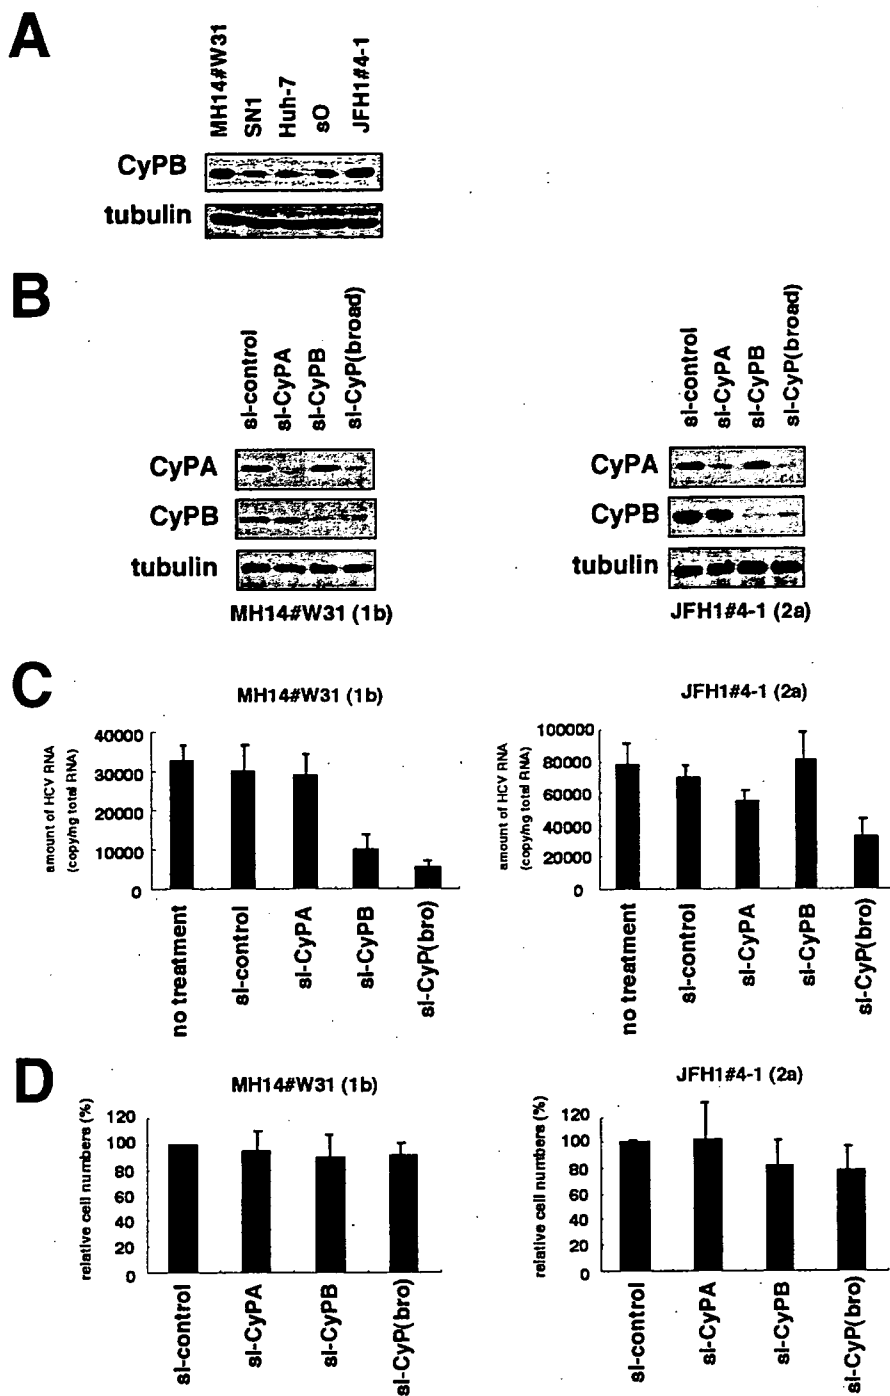 A
MH14#W31
SN1
Huh-7
sO
JFH1#4-1
CyPB
tubulin
B
si-control
si-CyPA
si-CyPB
si-CyP(broad)
CyPA
CyPB
tubulin
MH14#W31 (1b)
si-control
si-CyPA
si-CyPB
si-CyP(broad)
CyPA
CyPB
tubulin
JFH1#4-1 (2a)
C
MH14#W31 (1b)
amount of HCV RNA
(copy/ng total RNA)
40000
30000
20000
10000
0
no treatment
si-control
si-CyPA
si-CyPB
si-CyP(bro)
JFH1#4-1 (2a)
amount of HCV RNA
(copy/ng total RNA)
100000
80000
60000
40000
20000
0
no treatment
si-control
si-CyPA
si-CyPB
si-CyP(bro)
D
MH14#W31 (1b)
relative cell numbers (%)
120
100
80
60
40
20
0
si-control
si-CyPA
si-CyPB
si-CyP(bro)
JFH1#4-1 (2a)
relative cell numbers (%)
120
100
80
60
40
20
0
si-control
si-CyPA
si-CyPB
si-CyP(bro)